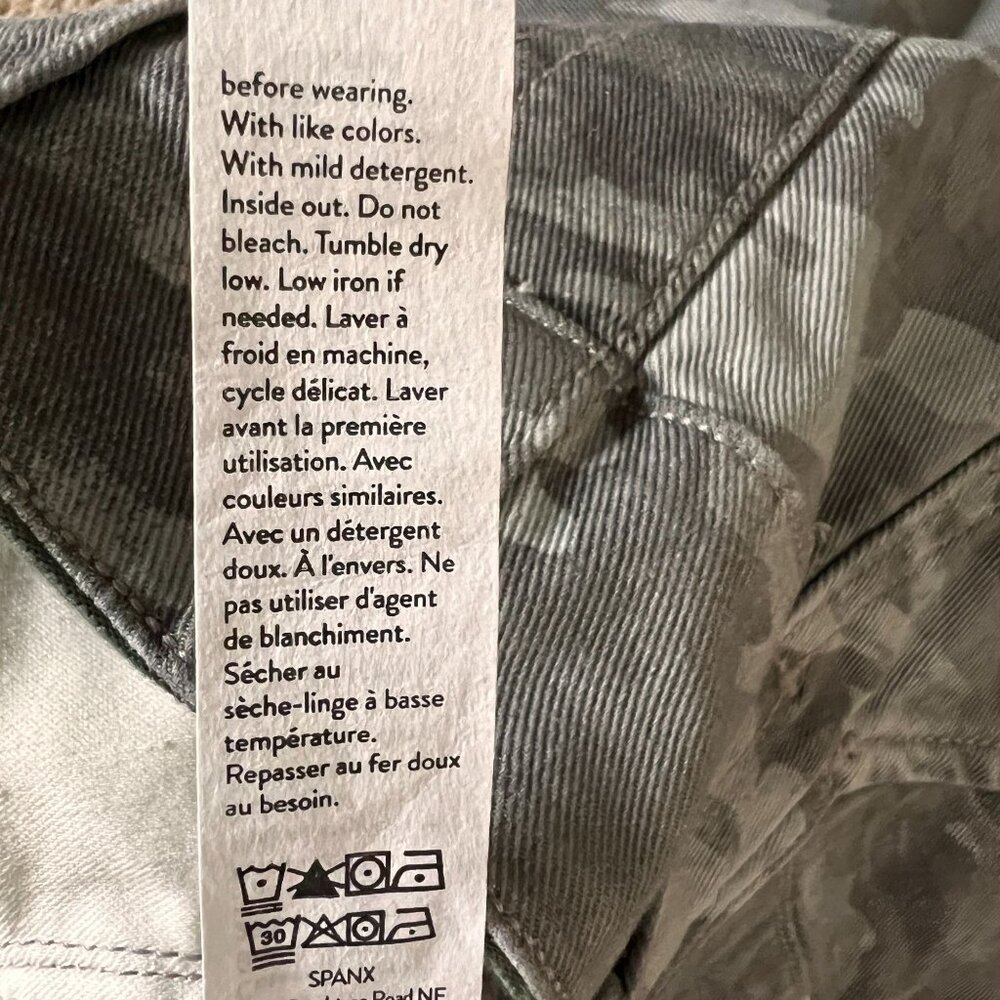 before wearing.
With like colors.
With mild detergent.
Inside out. Do not
bleach. Tumble dry
low. Low iron if
needed. Laver à
froid en machine,
cycle délicat. Laver
avant la première
utilisation. Avec
couleurs similaires.
Avec un détergent
doux. À l'envers. Ne
pas utiliser d'agent
de blanchiment.
Sécher au
sèche-linge à basse
température.
Repasser au fer doux
au besoin.
30
SPANX
Road NE